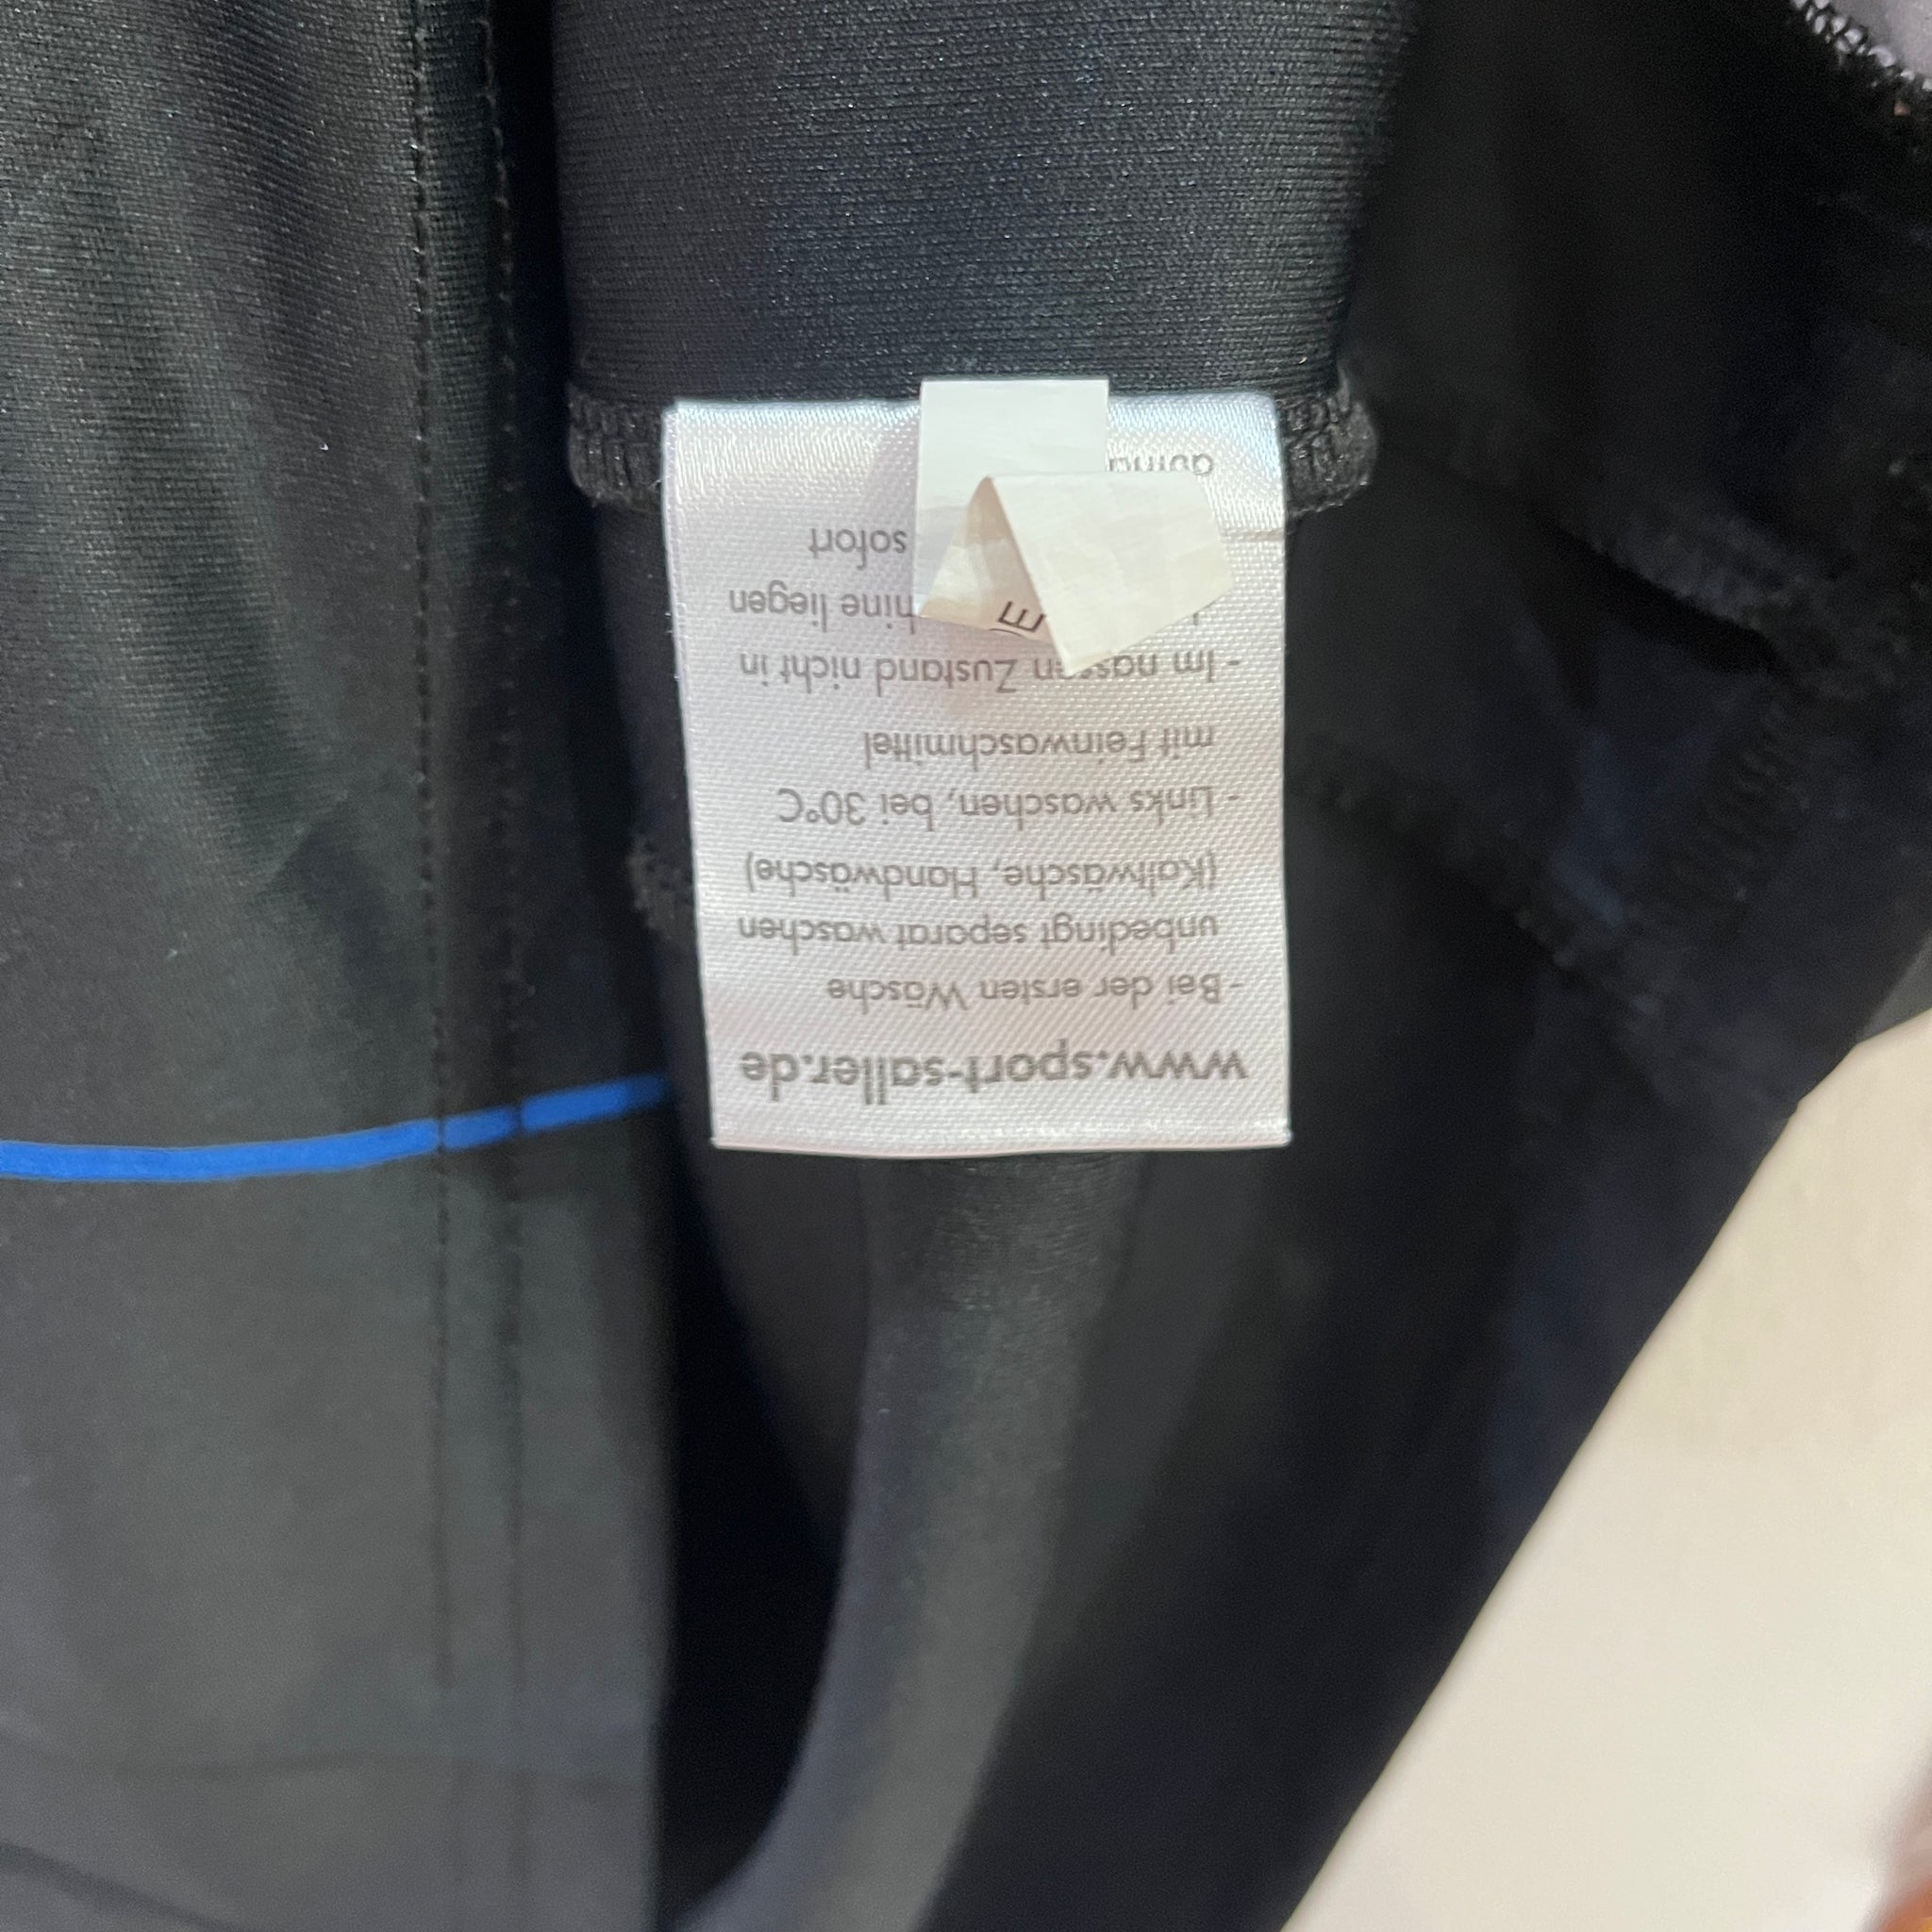 www.sport-saller.de
- Bei der ersten Wäsche
unbedingt separat waschen
(Kaltwäsche, Handwäsche)
- Links waschen, bei 30°C
mit Feinwaschmittel
- Im nassen Zustand nicht in
liegen
sofort
E